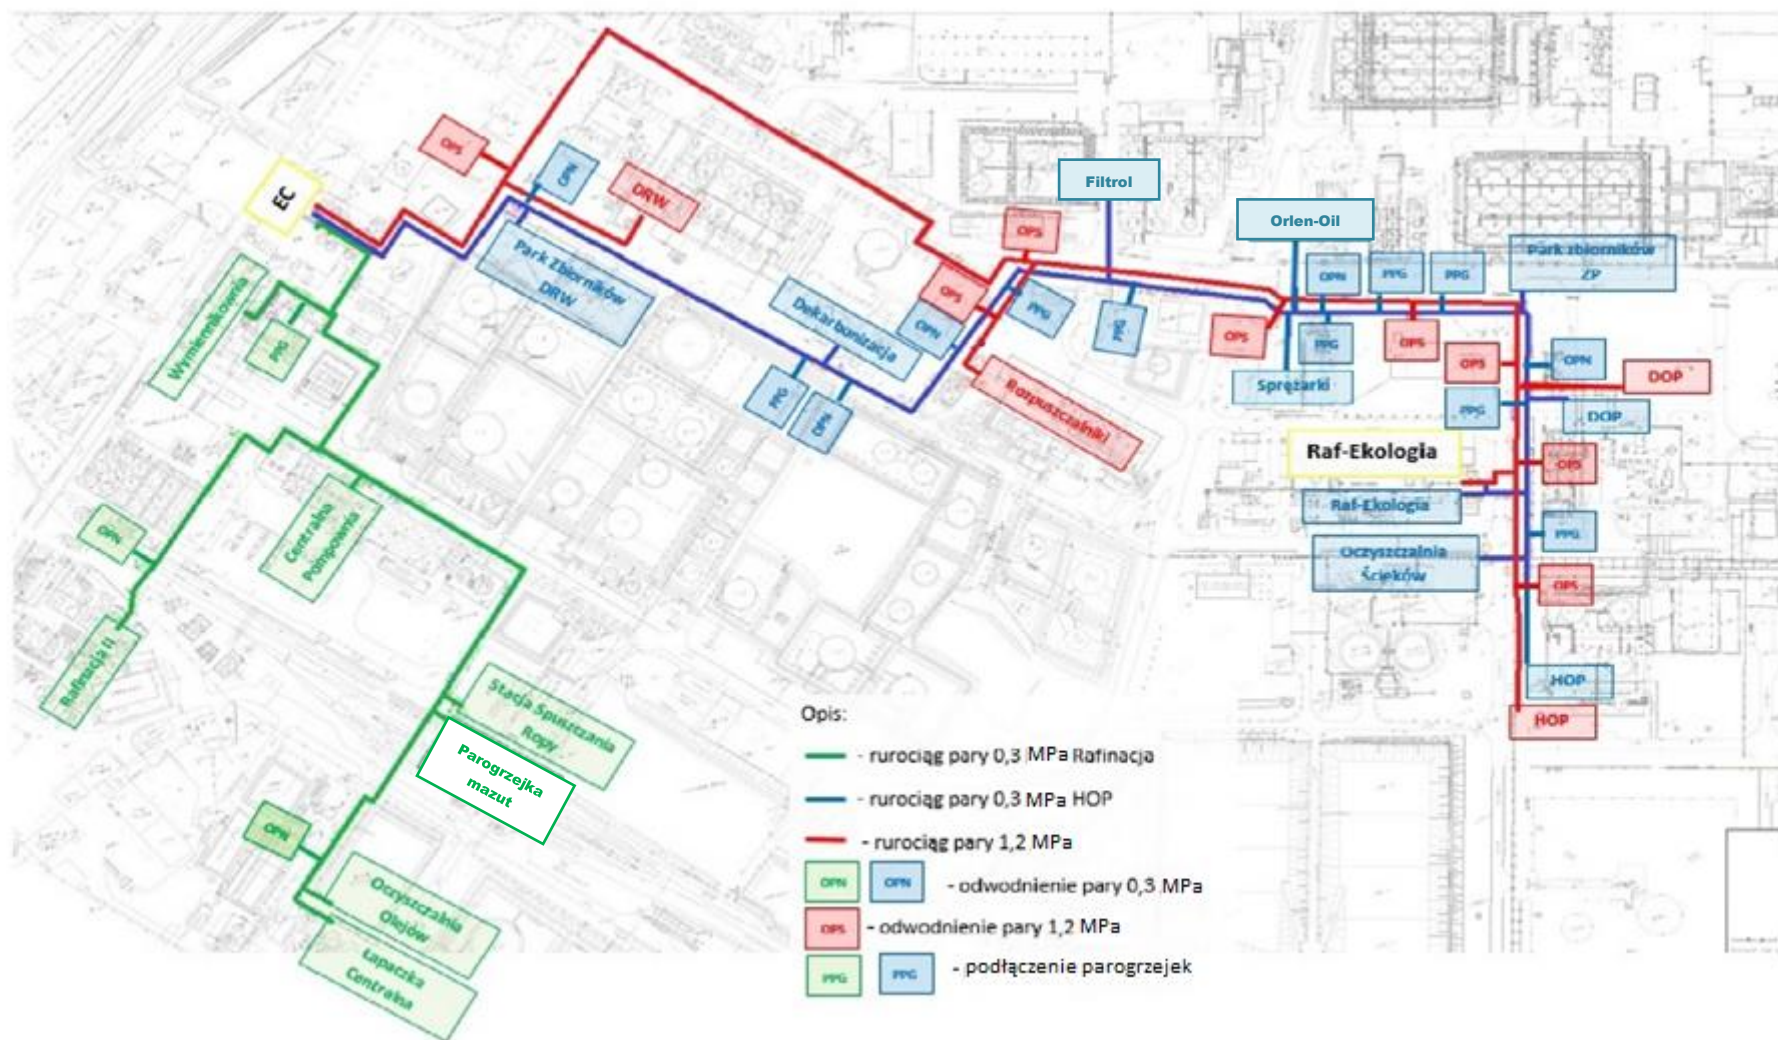 OPS
OPN
DRW
EC
Filtrol
Orlen-Oil
Park zbiorników
ZP
OPS
Park Zbiorników
DRW
Wymiennikownia
PPG
Dekarbonizacja
OPS
OPN
PPG
PPG
OPS
OPN
PPG
PPG
PPG
OPS
OPS
OPN
DOP
Sprężarki
PPG
DOP
PPG
OPN
Rozpuszczalniki
Raf-Ekologia
OPS
Raf-Ekologia
PPG
Oczyszczalnia
Ścieków
OPS
OPN
Centralna
Pompownia
Rafinacja II
Stacja Spuszczania
Ropy
Parogrzejka
mazut
HOP
HOP
OPN
Oczyszczalnia
Olejów
Łapaczka
Centralna
Opis:
- rurociąg pary 0,3 MPa Rafinacja
- rurociąg pary 0,3 MPa HOP
- rurociąg pary 1,2 MPa
OPN OPN - odwodnienie pary 0,3 MPa
OPS - odwodnienie pary 1,2 MPa
PPG PPG - podłączenie parogrzejek